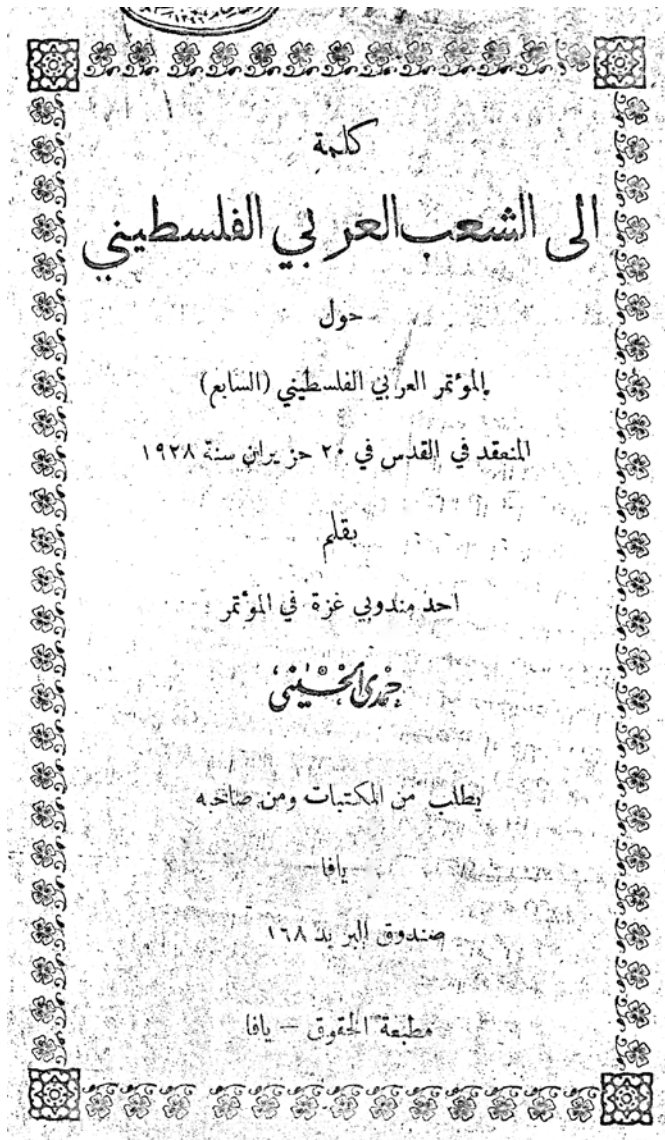 ١٣٤٦
كلمة
الى الشعب العربي الفلسطيني
حول
المؤتمر العربي الفلسطيني (السابع)
المنعقد في القدس في ٢٠ حزيران سنة ١٩٢٨
بقلم
احد مندوبي غزة في المؤتمر
حمدي الحسيني
يطلب من المكتبات ومن صاحبه
يافا
صندوق البريد ١٦٨
مطبعة الحقوق — يافا